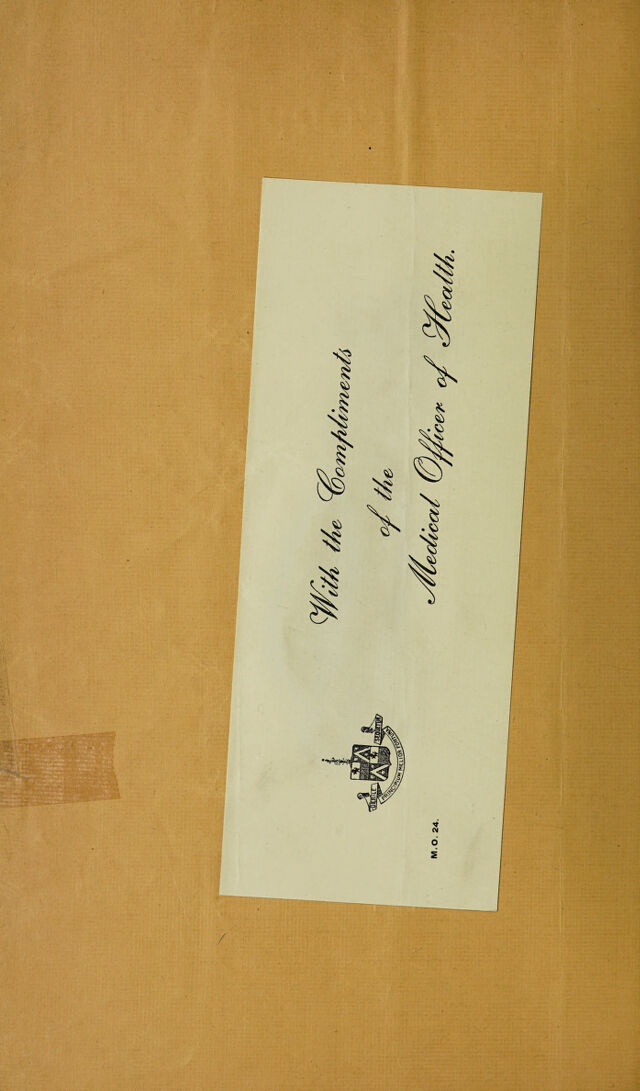 With the Compliments
of the
Medical Officer of Health.
M.O. 24.